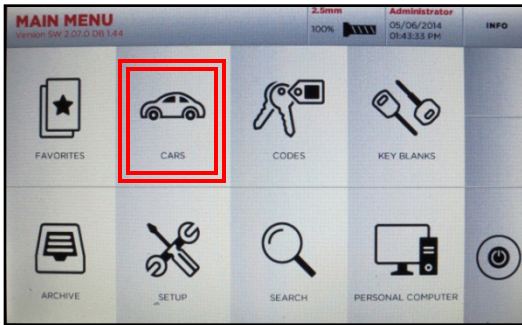 MAIN MENU
Version SW 2.07.0 DB 1.44
2.5mm
100%
Administrator
05/06/2014
01:43:33 PM
INFO
FAVORITES
CARS
CODES
KEY BLANKS
ARCHIVE
SETUP
SEARCH
PERSONAL COMPUTER